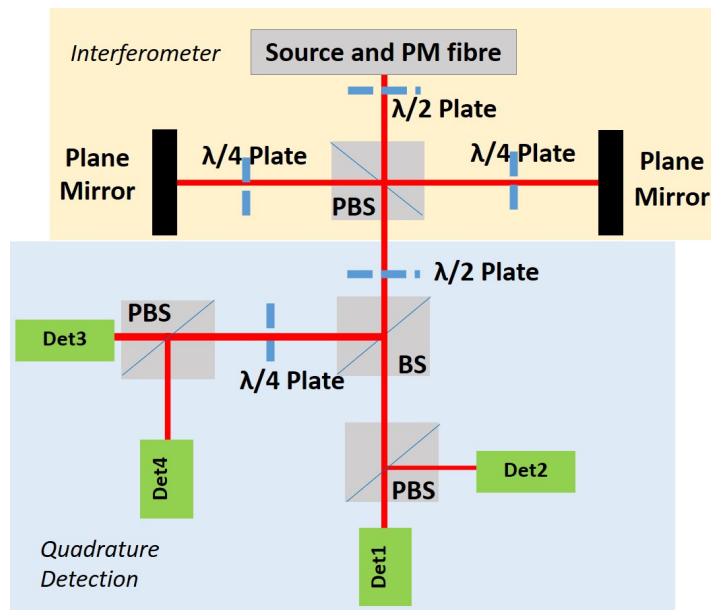 Interferometer
Source and PM fibre
λ/2 Plate
λ/4 Plate
λ/4 Plate
Plane
Mirror
Plane
Mirror
PBS
λ/2 Plate
PBS
Det3
BS
λ/4 Plate
Det4
Det2
PBS
Det1
Quadrature
Detection